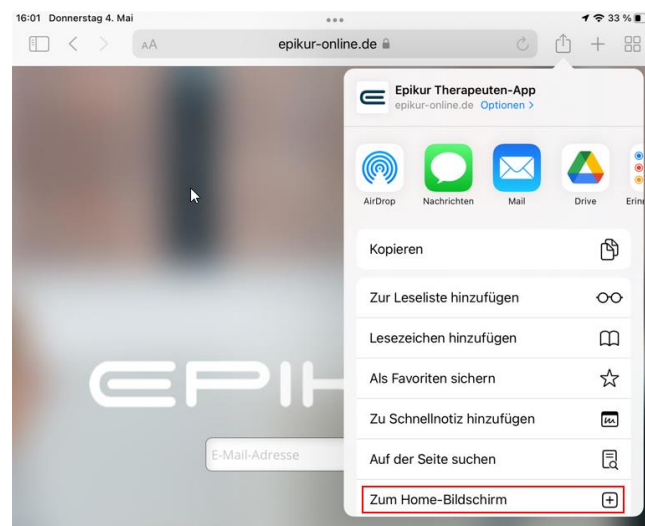 16:01 Donnerstag 4. Mai
33 %
AA
epikur-online.de
Epikur Therapeuten-App
epikur-online.de Optionen >
AirDrop
Nachrichten
Mail
Drive
Kopieren
Zur Leseliste hinzufügen
Lesezeichen hinzufügen
Als Favoriten sichern
Zu Schnellnotiz hinzufügen
EPIK
E-Mail-Adresse
Auf der Seite suchen
Zum Home-Bildschirm